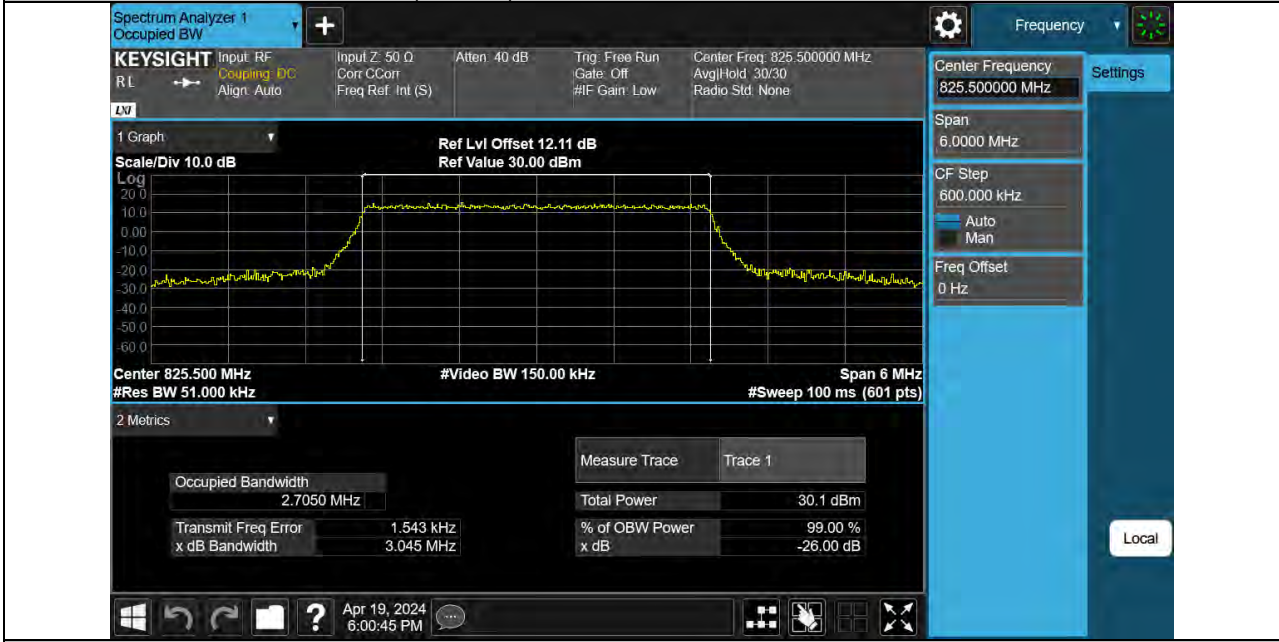 Spectrum Analyzer 1
Occupied BW
+
Frequency
KEYSIGHT
Input: RF
Coupling: DC
Align: Auto
R L
LXI
Input Z: 50 Ω
Corr CCorr
Freq Ref: Int (S)
Atten: 40 dB
Trig: Free Run
Gate: Off
#IF Gain: Low
Center Freq: 825.500000 MHz
Avg|Hold: 30/30
Radio Std: None
Center Frequency
825.500000 MHz
Settings
Span
6.0000 MHz
CF Step
600.000 kHz
Auto
Man
Freq Offset
0 Hz
1 Graph
Scale/Div 10.0 dB
Ref Lvl Offset 12.11 dB
Ref Value 30.00 dBm
Log
20.0
10.0
0.00
-10.0
-20.0
-30.0
-40.0
-50.0
-60.0
Center 825.500 MHz
#Video BW 150.00 kHz
Span 6 MHz
#Res BW 51.000 kHz
#Sweep 100 ms (601 pts)
2 Metrics
Measure Trace Trace 1
Occupied Bandwidth
2.7050 MHz
Total Power 30.1 dBm
Transmit Freq Error 1.543 kHz
% of OBW Power 99.00 %
x dB Bandwidth 3.045 MHz
x dB -26.00 dB
Local
?
Apr 19, 2024
6:00:45 PM